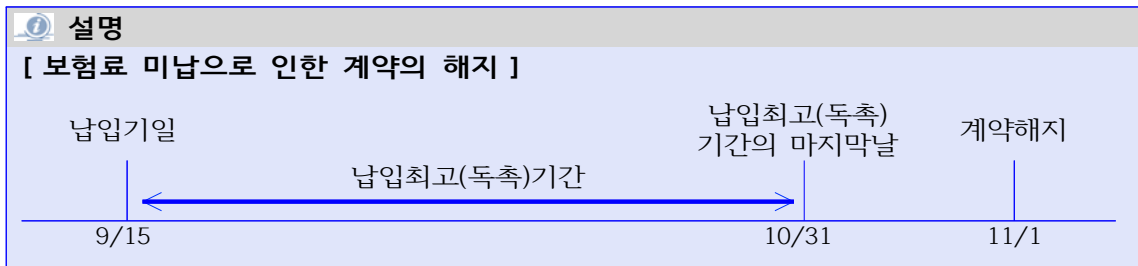 설명
[ 보험료 미납으로 인한 계약의 해지 ]
납입기일
납입최고(독촉)
기간의 마지막날
계약해지
납입최고(독촉)기간
9/15
10/31
11/1